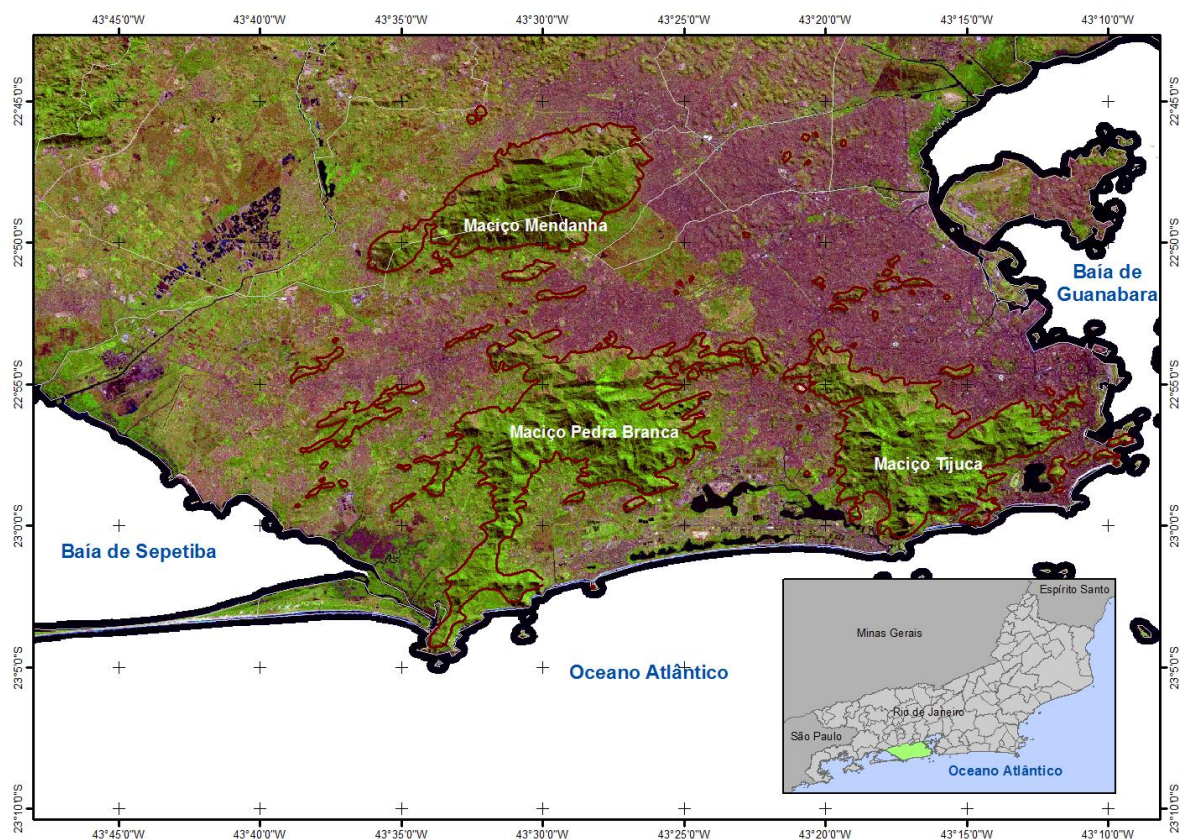 43°45'0"W 43°40'0"W 43°35'0"W 43°30'0"W 43°25'0"W 43°20'0"W 43°15'0"W 43°10'0"W
22°45'0"S
22°45'0"S
Maciço Mendanha
22°50'0"S
22°50'0"S
Baía de
Guanabara
22°55'0"S
22°55'0"S
Maciço Pedra Branca
Maciço Tijuca
23°0'0"S
23°0'0"S
Baía de Sepetiba
Oceano Atlântico
23°5'0"S
23°5'0"S
Espírito Santo
Minas Gerais
Rio de Janeiro
São Paulo
Oceano Atlântico
23°10'0"S
23°10'0"S
43°45'0"W 43°40'0"W 43°35'0"W 43°30'0"W 43°25'0"W 43°20'0"W 43°15'0"W 43°10'0"W